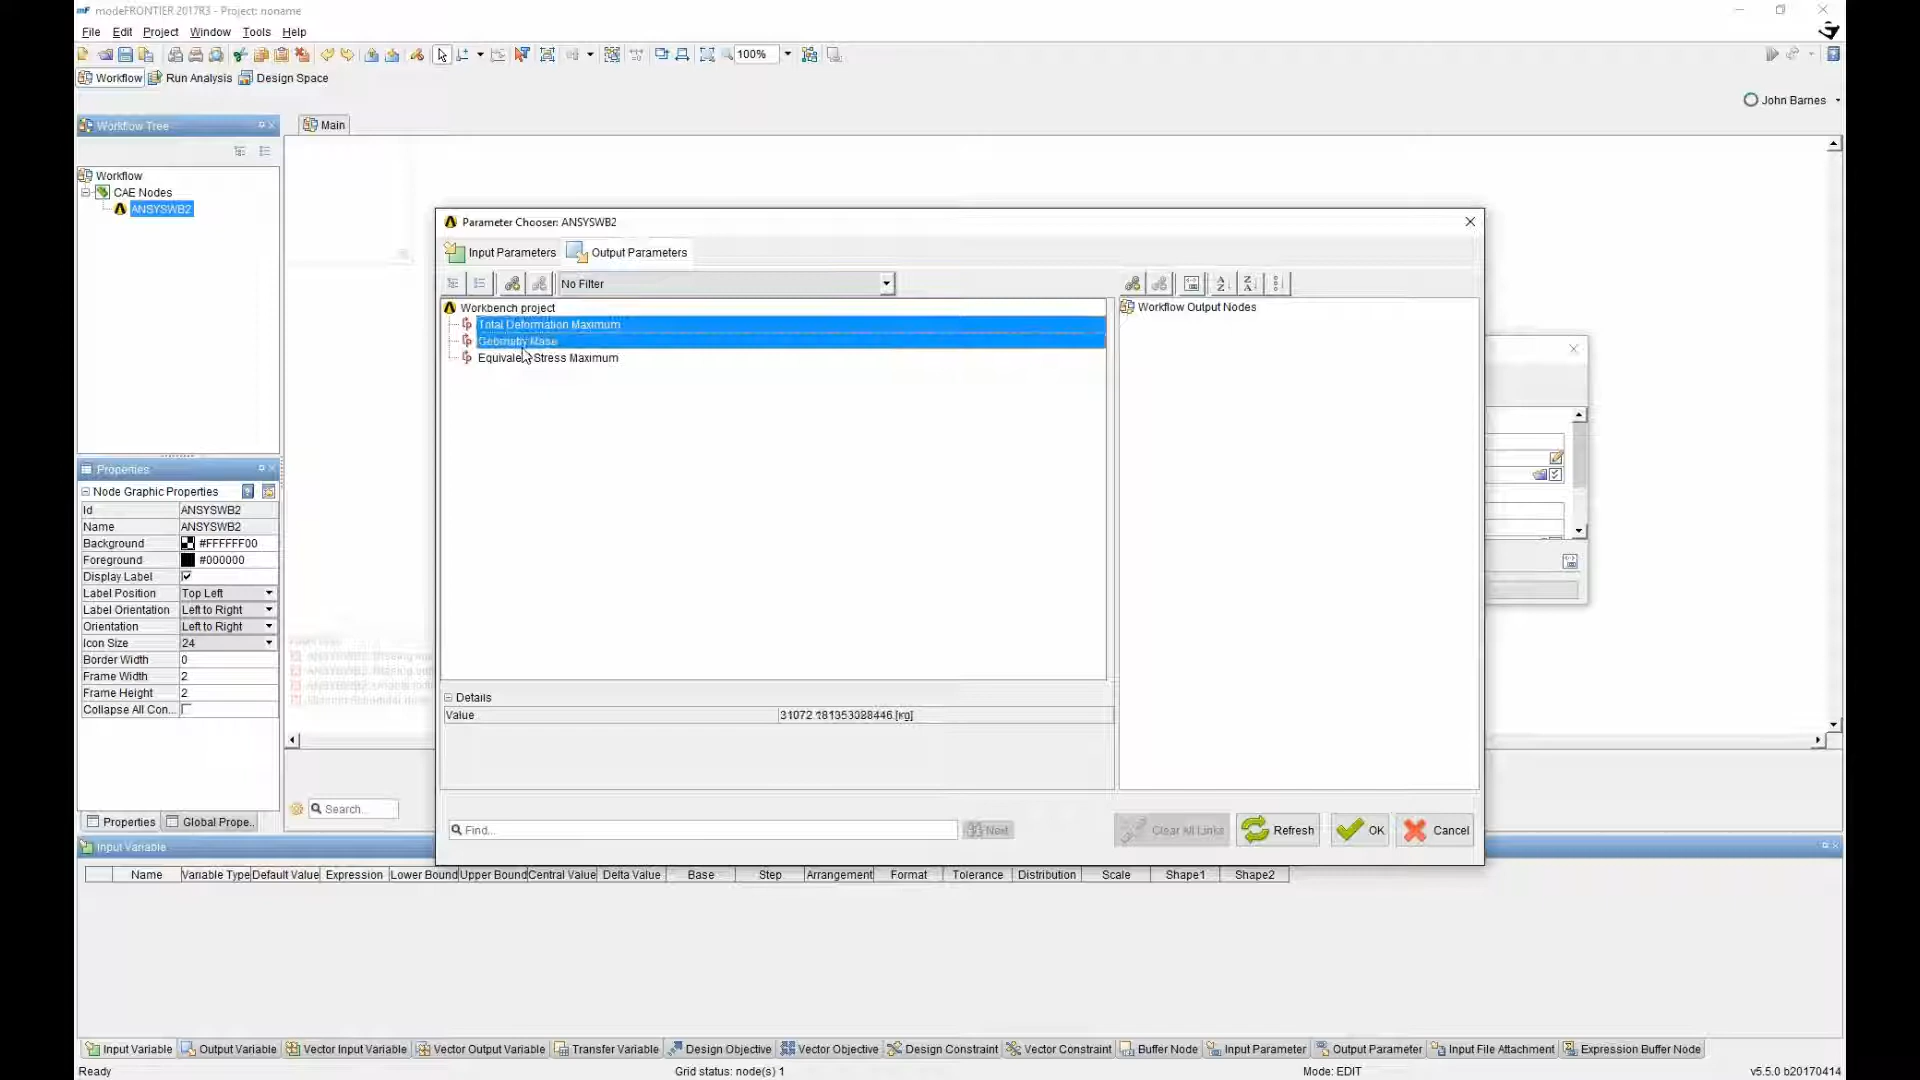 modeFRONTIER 2017R3 - Project: noname
File Edit Project Window Tools Help
100%
Workflow Run Analysis Design Space
John Barnes
Workflow Tree
Main
Workflow
CAE Nodes
ANSYSWB2
Parameter Chooser: ANSYSWB2
Input Parameters Output Parameters
No Filter
Workbench project
Total Deformation Maximum
Geometry Mass
Equivalent Stress Maximum
Workflow Output Nodes
Properties
Node Graphic Properties
Id ANSYSWB2
Name ANSYSWB2
Background #FFFFFF00
Foreground #000000
Display Label
Label Position Top Left
Label Orientation Left to Right
Orientation Left to Right
Icon Size 24
Border Width 0
Frame Width 2
Frame Height 2
Collapse All Con...
Details
Value [kg]
Search...
Properties Global Prope..
Find... Next
Clear All Links Refresh OK Cancel
Input Variable
Name Variable Type Default Value Expression Lower Bound Upper Bound Central Value Delta Value Base Step Arrangement Format Tolerance Distribution Scale Shape1 Shape2
Input Variable Output Variable Vector Input Variable Vector Output Variable Transfer Variable Design Objective Vector Objective Design Constraint Vector Constraint Buffer Node Input Parameter Output Parameter Input File Attachment Expression Buffer Node
Ready Grid status: node(s) 1 Mode: EDIT v5.5.0 b20170414